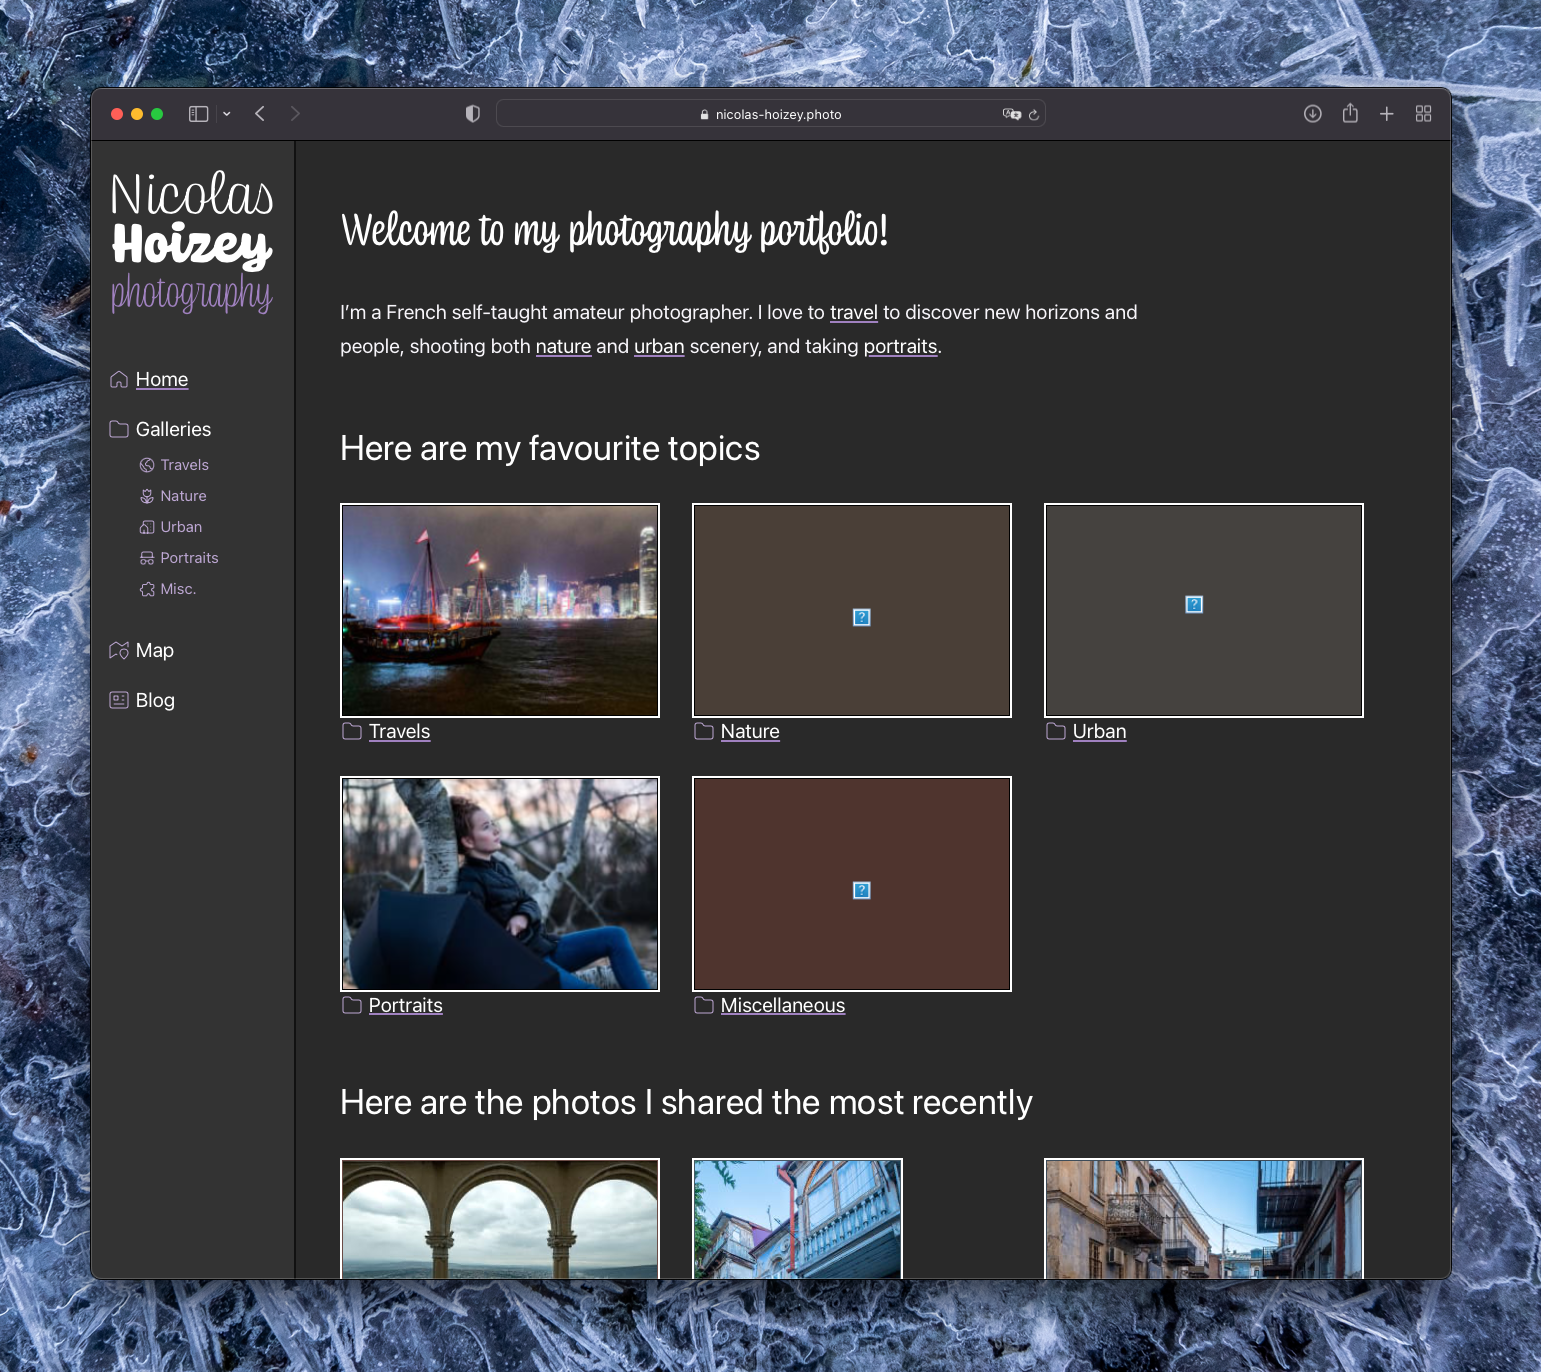 nicolas-hoizey.photo
Nicolas
Hoizey
photography
Home
Galleries
Travels
Nature
Urban
Portraits
Misc.
Map
Blog
Welcome to my photography portfolio!
I’m a French self-taught amateur photographer. I love to travel to discover new horizons and
people, shooting both nature and urban scenery, and taking portraits.
Here are my favourite topics
Travels
Nature
Urban
Portraits
Miscellaneous
Here are the photos I shared the most recently